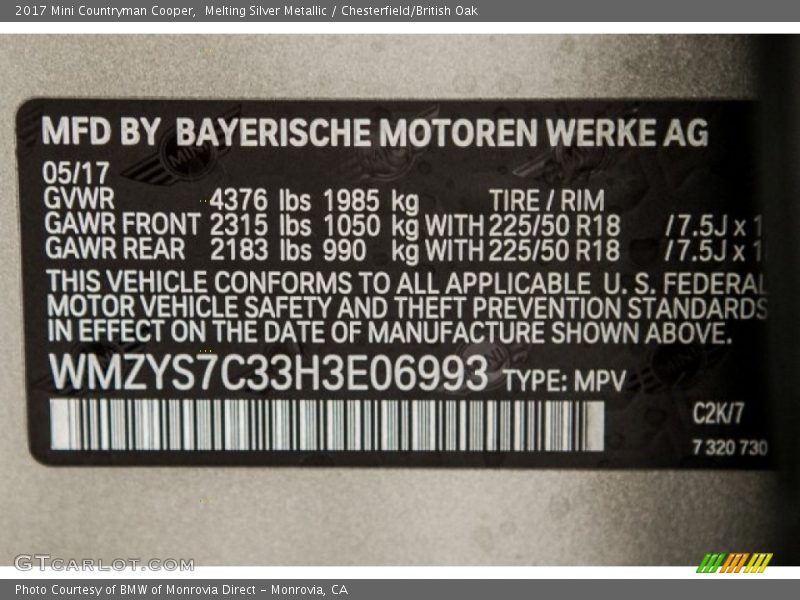 2017 Mini Countryman Cooper,  Melting Silver Metallic / Chesterfield/British Oak
MFD BY BAYERISCHE MOTOREN WERKE AG
05/17
GVWR 4376 lbs 1985 kg TIRE / RIM
GAWR FRONT 2315 lbs 1050 kg WITH 225/50 R18 /7.5J x 1
GAWR REAR 2183 lbs 990 kg WITH 225/50 R18 /7.5J x 1
THIS VEHICLE CONFORMS TO ALL APPLICABLE U. S. FEDERAL
MOTOR VEHICLE SAFETY AND THEFT PREVENTION STANDARDS
IN EFFECT ON THE DATE OF MANUFACTURE SHOWN ABOVE.
WMZYS7C33H3E06993 TYPE: MPV
C2K/7
7 320 730
GTCARLOT.COM
Photo Courtesy of BMW of Monrovia Direct - Monrovia, CA